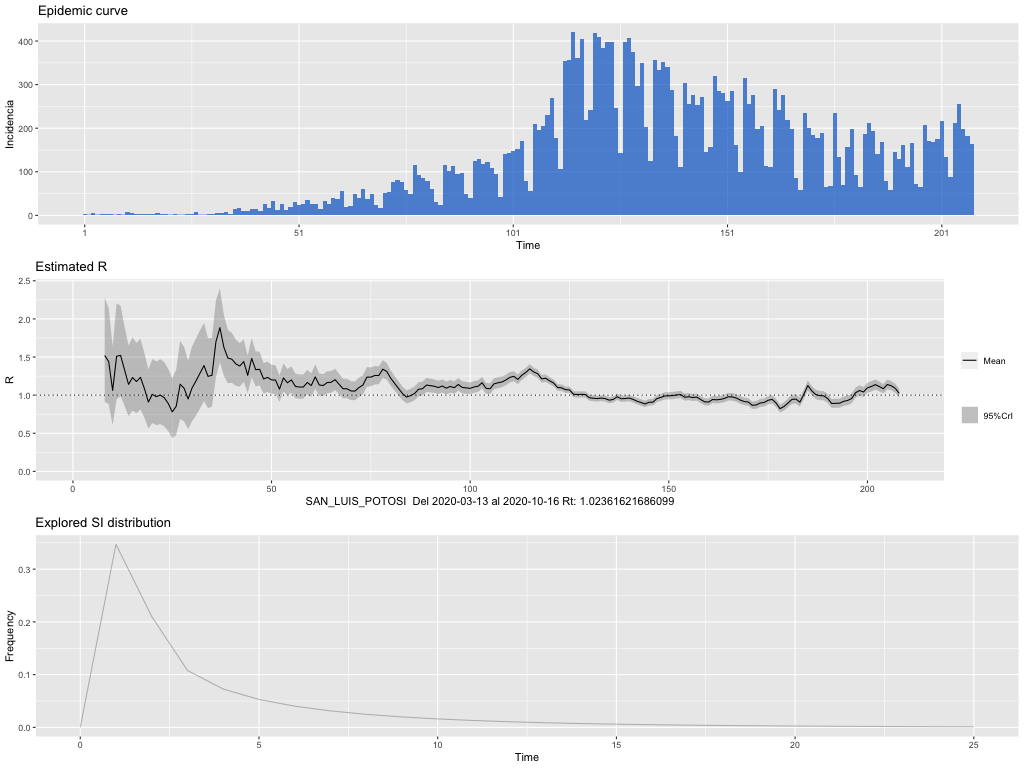 Epidemic curve
Incidencia
400
300
200
100
0
1 51 101 151 201
Time
Estimated R
R
2.5
2.0
1.5
1.0
0.5
0.0
0 50 100 150 200
SAN_LUIS_POTOSI Del 2020-03-13 al 2020-10-16 Rt: 1.02361621686099
Mean
95%CrI
Explored SI distribution
Frequency
0.3
0.2
0.1
0.0
0 5 10 15 20 25
Time